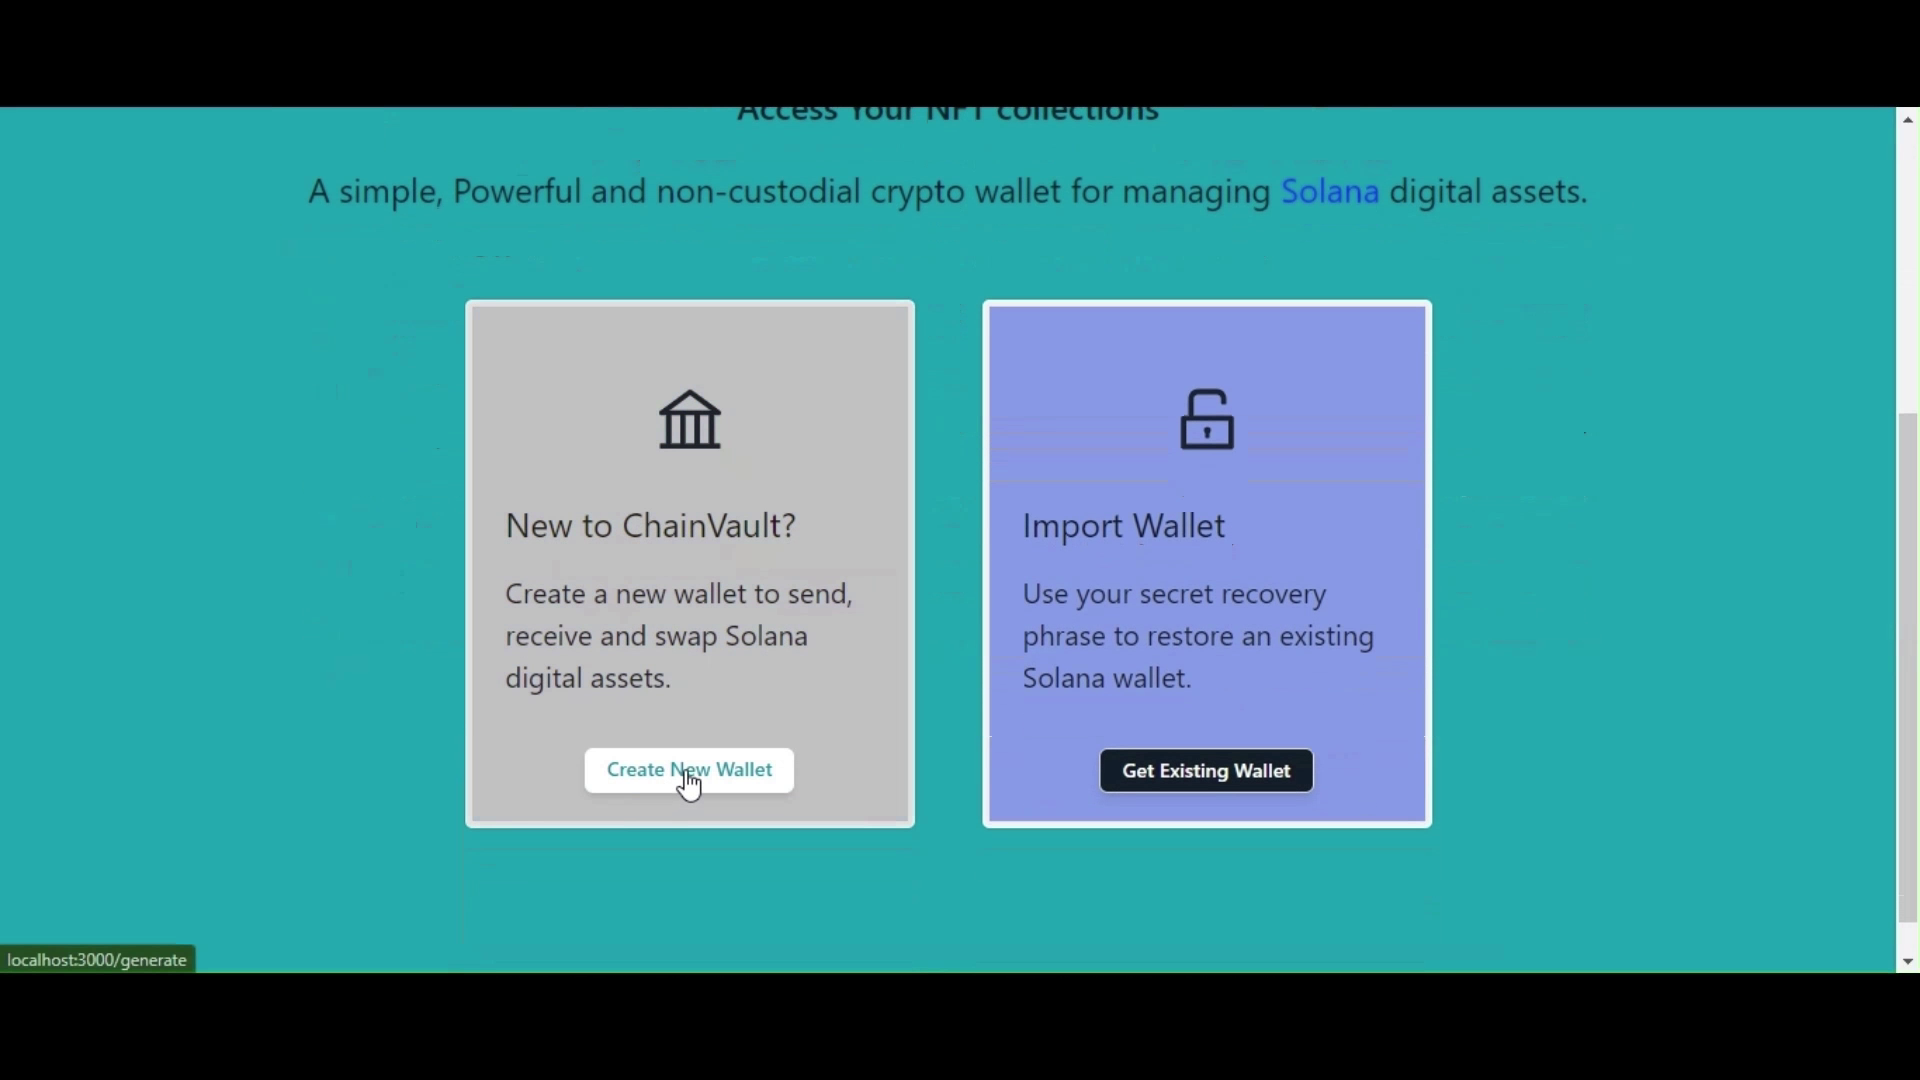 Access Your NFT collections
A simple, Powerful and non-custodial crypto wallet for managing Solana digital assets.
New to ChainVault?
Create a new wallet to send,
receive and swap Solana
digital assets.
Create New Wallet
Import Wallet
Use your secret recovery
phrase to restore an existing
Solana wallet.
Get Existing Wallet
localhost:3000/generate